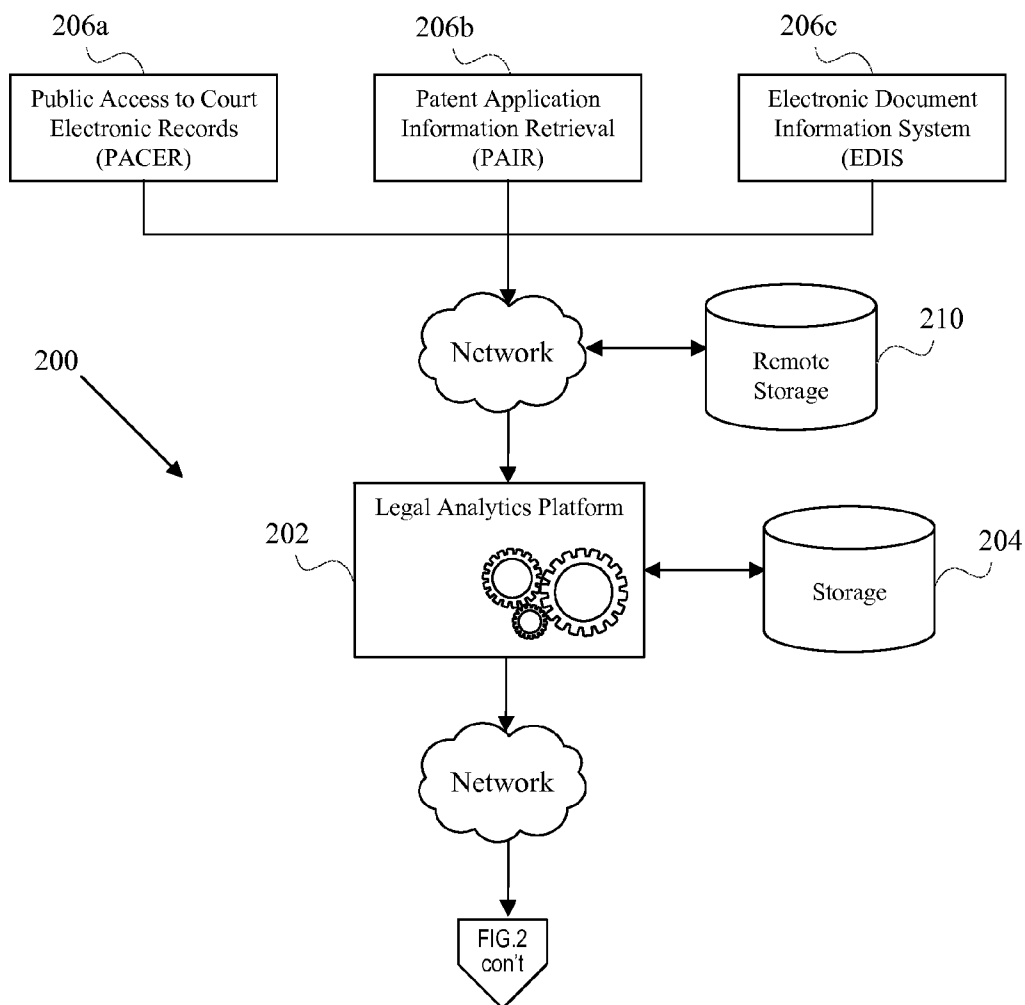 206a
206b
206c
Public Access to Court
Electronic Records
(PACER)
Patent Application
Information Retrieval
(PAIR)
Electronic Document
Information System
(EDIS
Network
210
Remote
Storage
200
Legal Analytics Platform
202
204
Storage
Network
FIG.2
con't